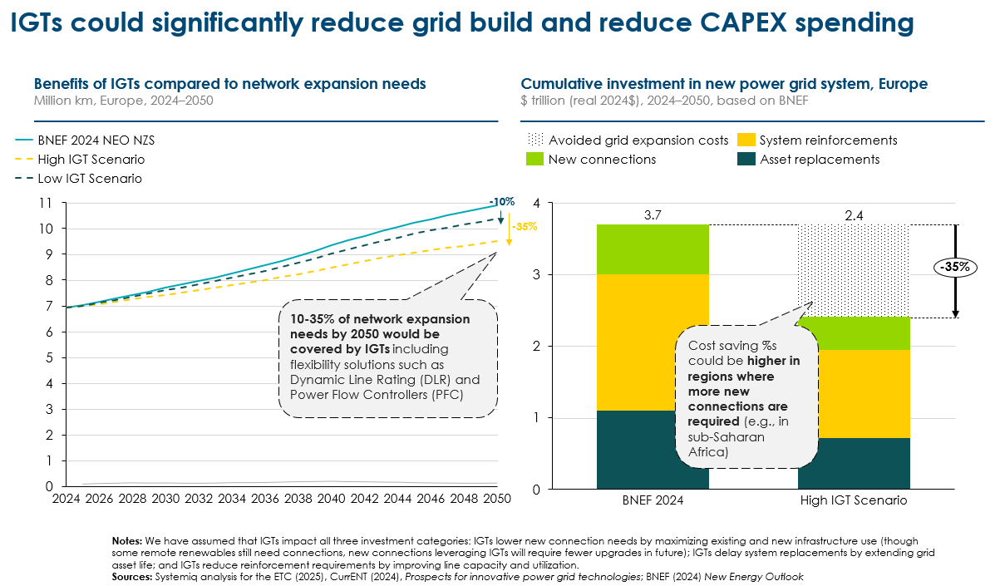 IGTs could significantly reduce grid build and reduce CAPEX spending
Benefits of IGTs compared to network expansion needs
Million km, Europe, 2024–2050
BNEF 2024 NEO NZS
High IGT Scenario
Low IGT Scenario
11
10
9
8
7
6
5
4
3
2
1
0
2024 2026 2028 2030 2032 2034 2036 2038 2040 2042 2044 2046 2048 2050
-10%
-35%
10-35% of network expansion
needs by 2050 would be
covered by IGTs including
flexibility solutions such as
Dynamic Line Rating (DLR) and
Power Flow Controllers (PFC)
Cumulative investment in new power grid system, Europe
$ trillion (real 2024$), 2024–2050, based on BNEF
Avoided grid expansion costs
System reinforcements
New connections
Asset replacements
4
3
2
1
0
3.7
2.4
-35%
Cost saving %s
could be higher in
regions where
more new
connections are
required (e.g., in
sub-Saharan
Africa)
BNEF 2024
High IGT Scenario
Notes: We have assumed that IGTs impact all three investment categories: IGTs lower new connection needs by maximizing existing and new infrastructure use (though
some remote renewables still need connections, new connections leveraging IGTs will require fewer upgrades in future); IGTs delay system replacements by extending grid
asset life; and IGTs reduce reinforcement requirements by improving line capacity and utilization.
Sources: Systemiq analysis for the ETC (2025), CurrENT (2024), Prospects for innovative power grid technologies; BNEF (2024) New Energy Outlook